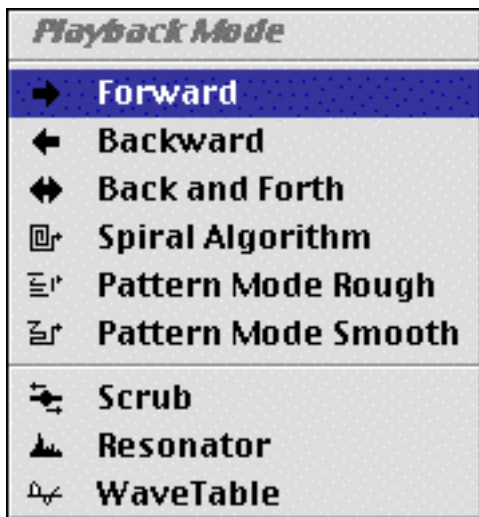 Playback Mode
Forward
Backward
Back and Forth
Spiral Algorithm
Pattern Mode Rough
Pattern Mode Smooth
Scrub
Resonator
WaveTable